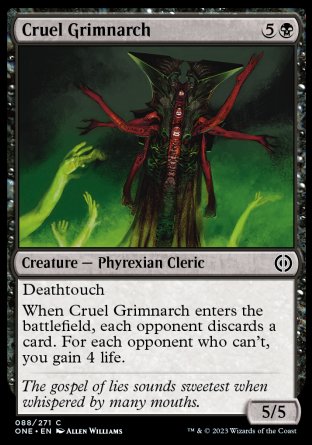 Cruel Grimnarch 5
Creature — Phyrexian Cleric
Deathtouch
When Cruel Grimnarch enters the
battlefield, each opponent discards a
card. For each opponent who can't,
you gain 4 life.
The gospel of lies sounds sweetest when
whispered by many mouths.
5/5
088/271 C
ONE • EN Allen Williams
™ & © 2023 Wizards of the Coast